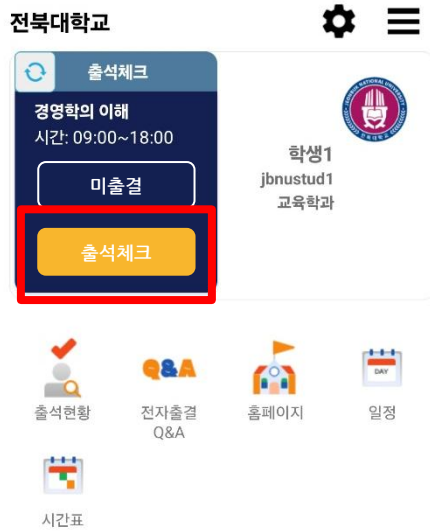 전북대학교
출석체크
경영학의 이해
시간: 09:00~18:00
미출결
출석체크
학생1
jbnustud1
교육학과
출석현황
Q&A
전자출결
Q&A
홈페이지
DAY
일정
시간표